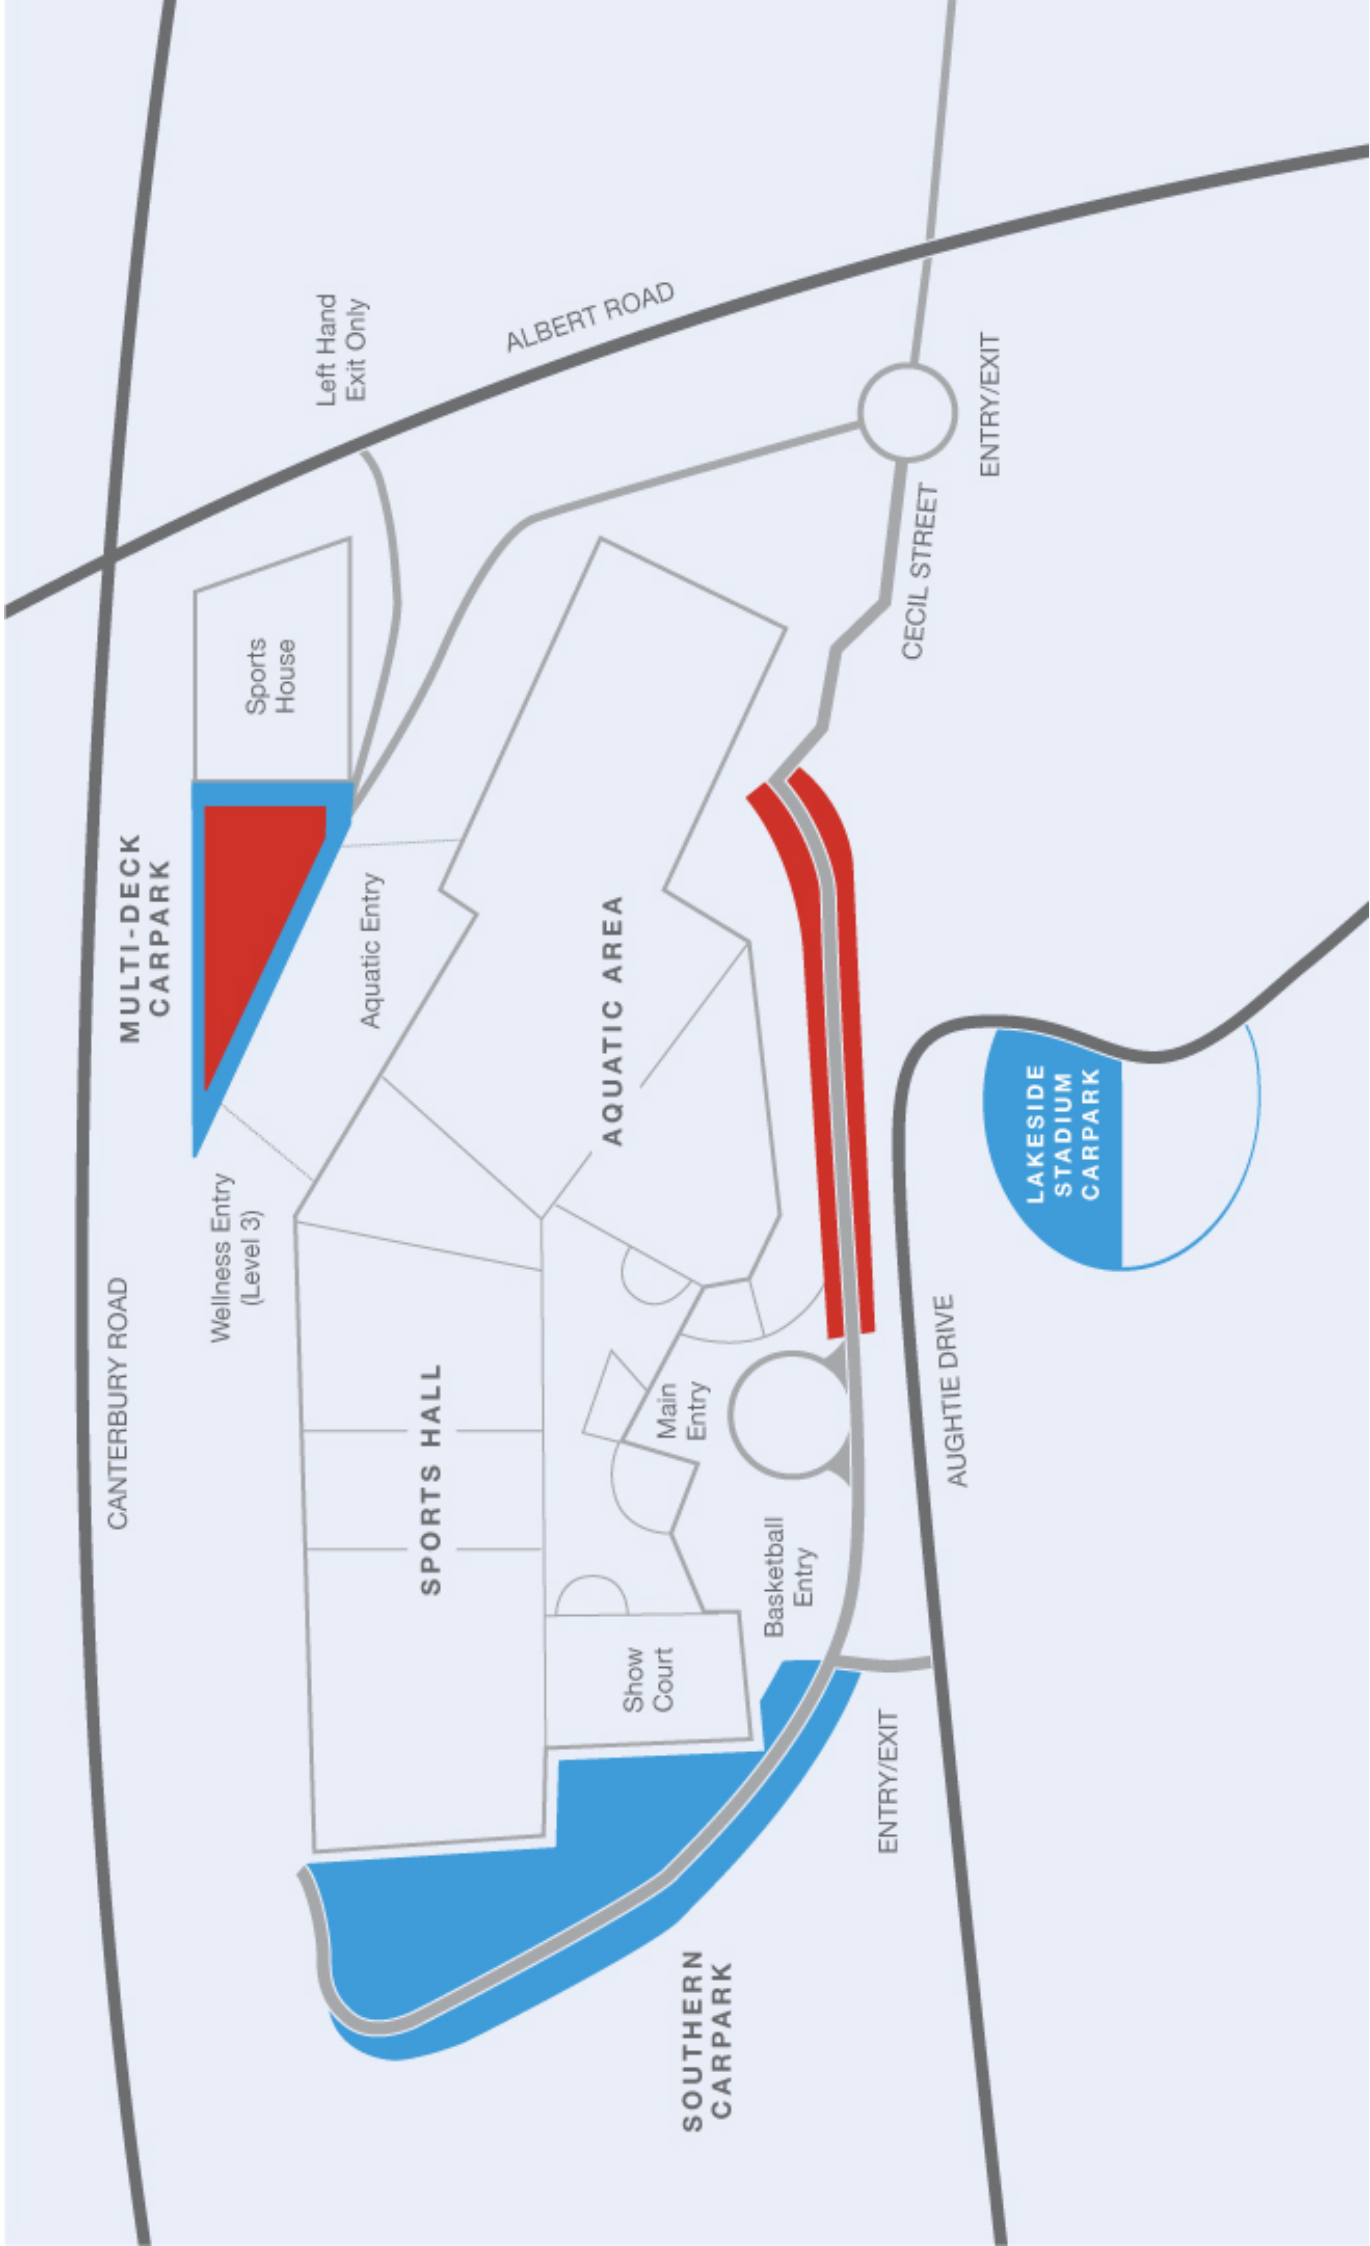 CANTERBURY ROAD
MULTI-DECK
CARPARK
Sports
House
Left Hand
Exit Only
ALBERT ROAD
Wellness Entry
(Level 3)
Aquatic Entry
SPORTS HALL
AQUATIC AREA
Show
Court
Main
Entry
Basketball
Entry
SOUTHERN
CARPARK
ENTRY/EXIT
AUGHTIE DRIVE
LAKESIDE
STADIUM
CARPARK
CECIL STREET
ENTRY/EXIT